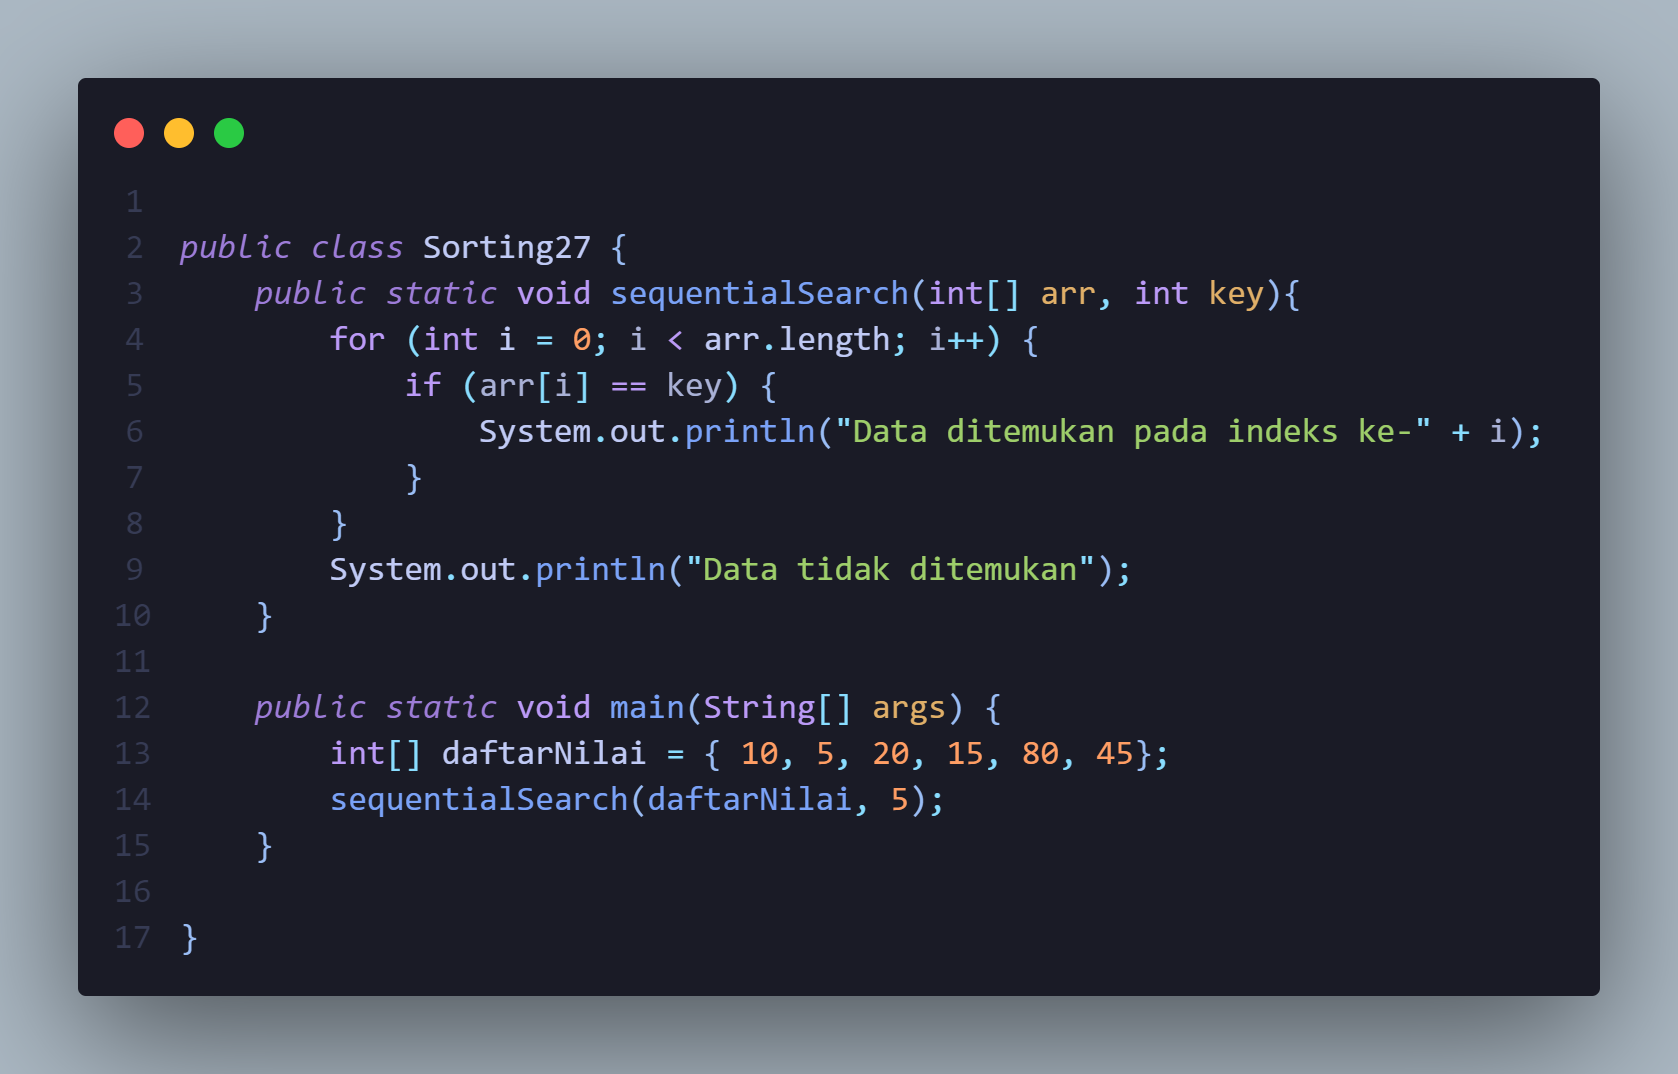 1
2 public class Sorting27 {
3     public static void sequentialSearch(int[] arr, int key){
4         for (int i = 0; i < arr.length; i++) {
5             if (arr[i] == key) {
6                 System.out.println("Data ditemukan pada indeks ke-" + i);
7             }
8         }
9         System.out.println("Data tidak ditemukan");
10     }
11
12     public static void main(String[] args) {
13         int[] daftarNilai = { 10, 5, 20, 15, 80, 45};
14         sequentialSearch(daftarNilai, 5);
15     }
16
17 }